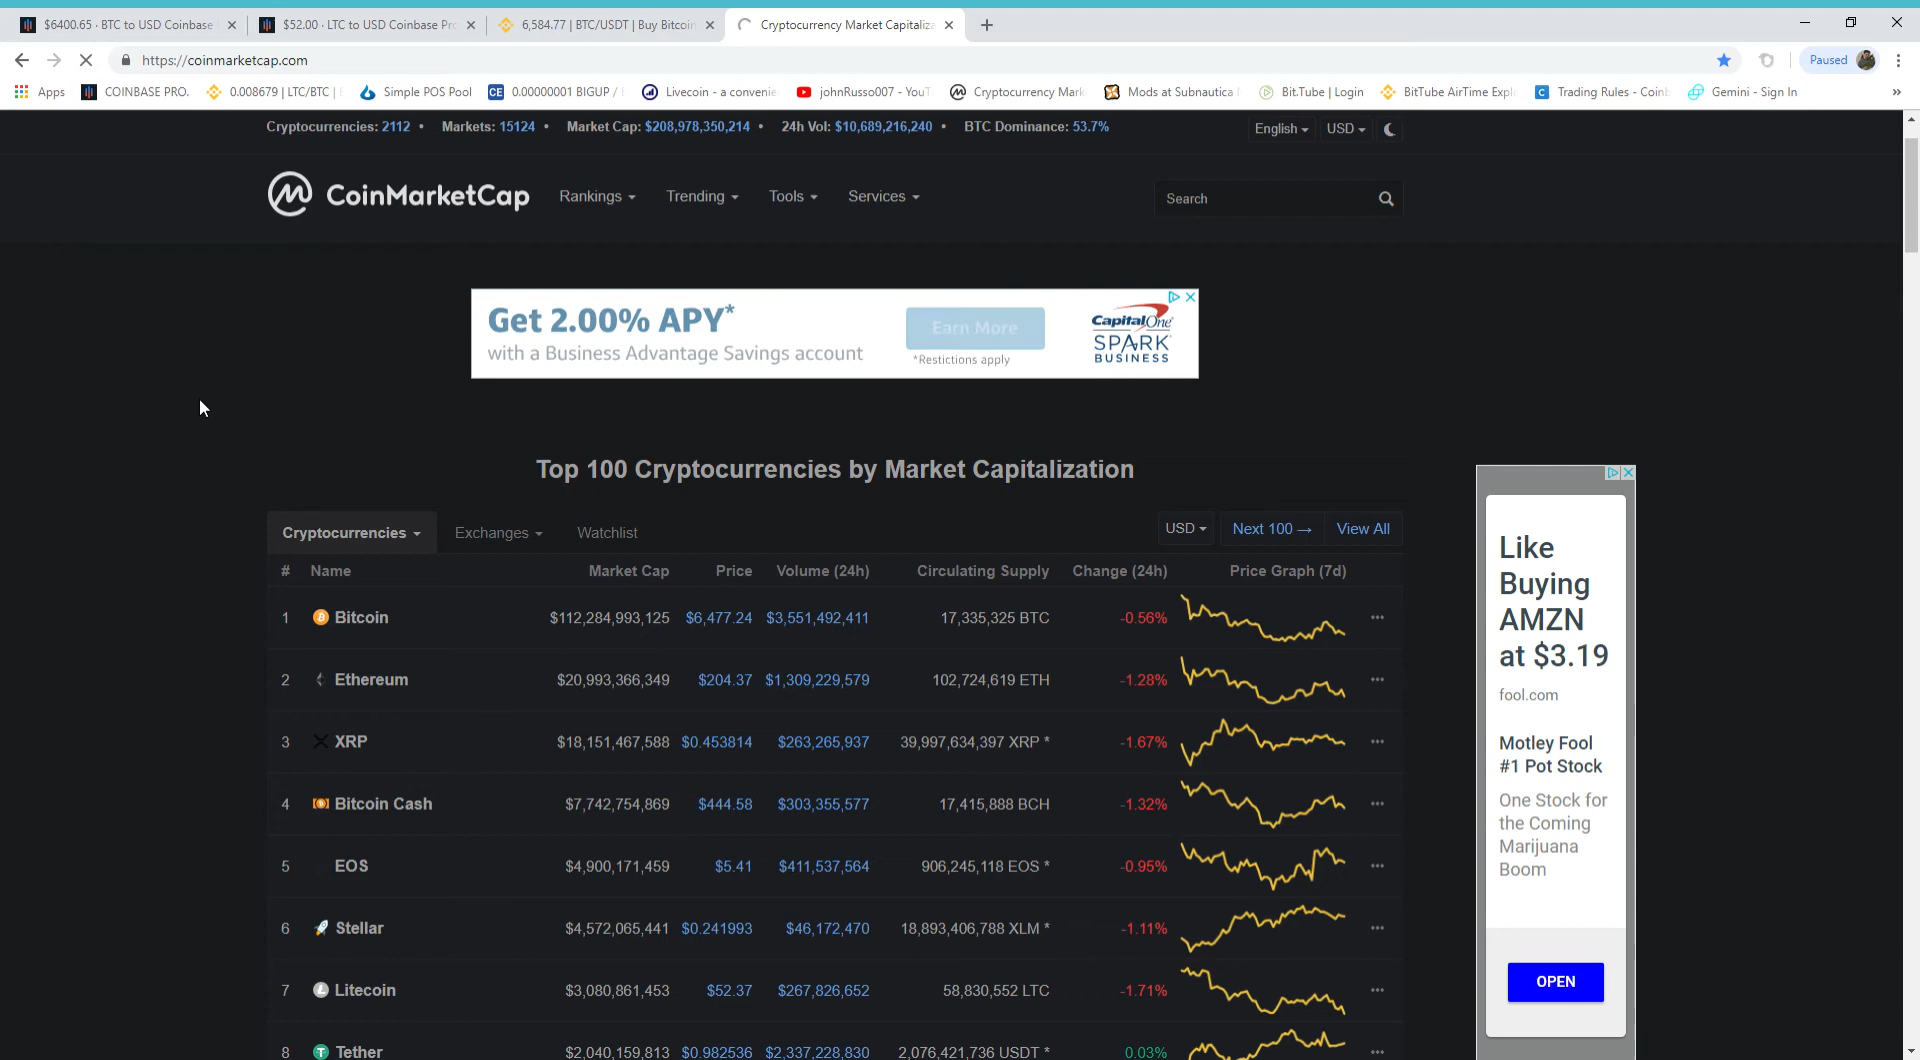 $6400.65 · BTC to USD Coinbase
$52.00 · LTC to USD Coinbase Pro
6,584.77 | BTC/USDT | Buy Bitcoin
Cryptocurrency Market Capitaliza
https://coinmarketcap.com
Paused
Apps
COINBASE PRO.
0.008679 | LTC/BTC |
Simple POS Pool
CE
0.00000001 BIGUP /
Livecoin - a convenie
johnRusso007 - YouT
Cryptocurrency Mark
Mods at Subnautica
Bit.Tube | Login
BitTube AirTime Expl
Trading Rules - Coinb
Gemini - Sign In
»
Cryptocurrencies: 2112 • Markets: 15124 • Market Cap: $208,978,350,214 • 24h Vol: $10,689,216,240 • BTC Dominance: 53.7%
English
USD
CoinMarketCap
Rankings
Trending
Tools
Services
Search
Get 2.00% APY*
with a Business Advantage Savings account
Earn More
*Restictions apply
Capital One
SPARK
BUSINESS
Top 100 Cryptocurrencies by Market Capitalization
Cryptocurrencies
Exchanges
Watchlist
USD
Next 100 →
View All
# Name Market Cap Price Volume (24h) Circulating Supply Change (24h) Price Graph (7d)
1 Bitcoin $112,284,993,125 $6,477.24 $3,551,492,411 17,335,325 BTC -0.56%
2 Ethereum $20,993,366,349 $204.37 $1,309,229,579 102,724,619 ETH -1.28%
3 XRP $18,151,467,588 $0.453814 $263,265,937 39,997,634,397 XRP * -1.67%
4 Bitcoin Cash $7,742,754,869 $444.58 $303,355,577 17,415,888 BCH -1.32%
5 EOS $4,900,171,459 $5.41 $411,537,564 906,245,118 EOS * -0.95%
6 Stellar $4,572,065,441 $0.241993 $46,172,470 18,893,406,788 XLM * -1.11%
7 Litecoin $3,080,861,453 $52.37 $267,826,652 58,830,552 LTC -1.71%
8 Tether $2,040,159,813 $0.982536 $2,337,228,830 2,076,421,736 USDT * 0.03%
Like
Buying
AMZN
at $3.19
fool.com
Motley Fool
#1 Pot Stock
One Stock for
the Coming
Marijuana
Boom
OPEN